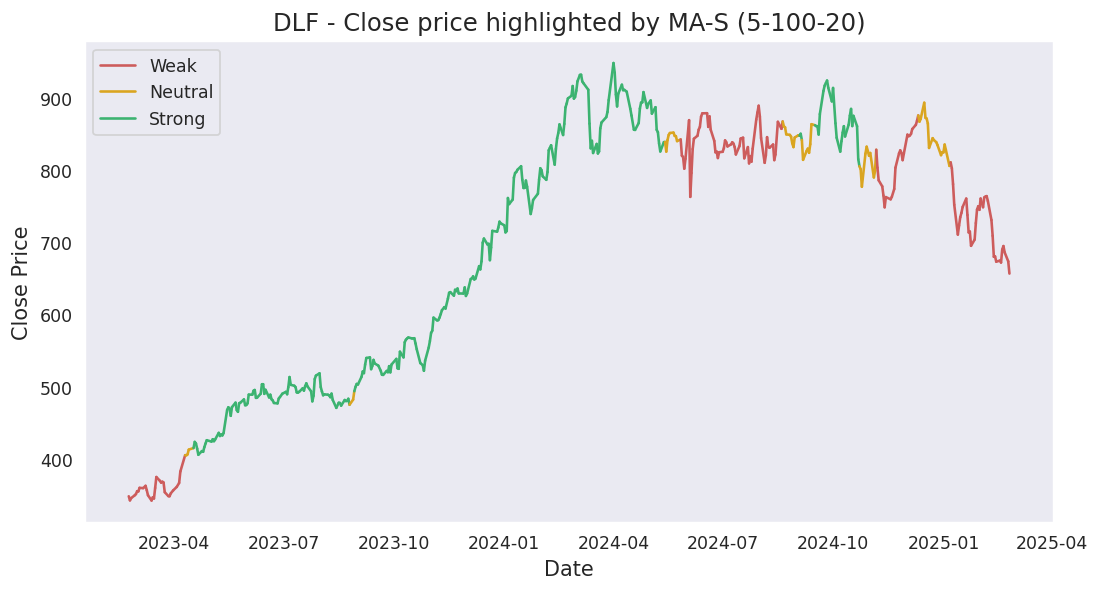 DLF - Close price highlighted by MA-S (5-100-20)
Weak
Neutral
Strong
900
800
700
600
500
400
Close Price
2023-04 2023-07 2023-10 2024-01 2024-04 2024-07 2024-10 2025-01 2025-04
Date